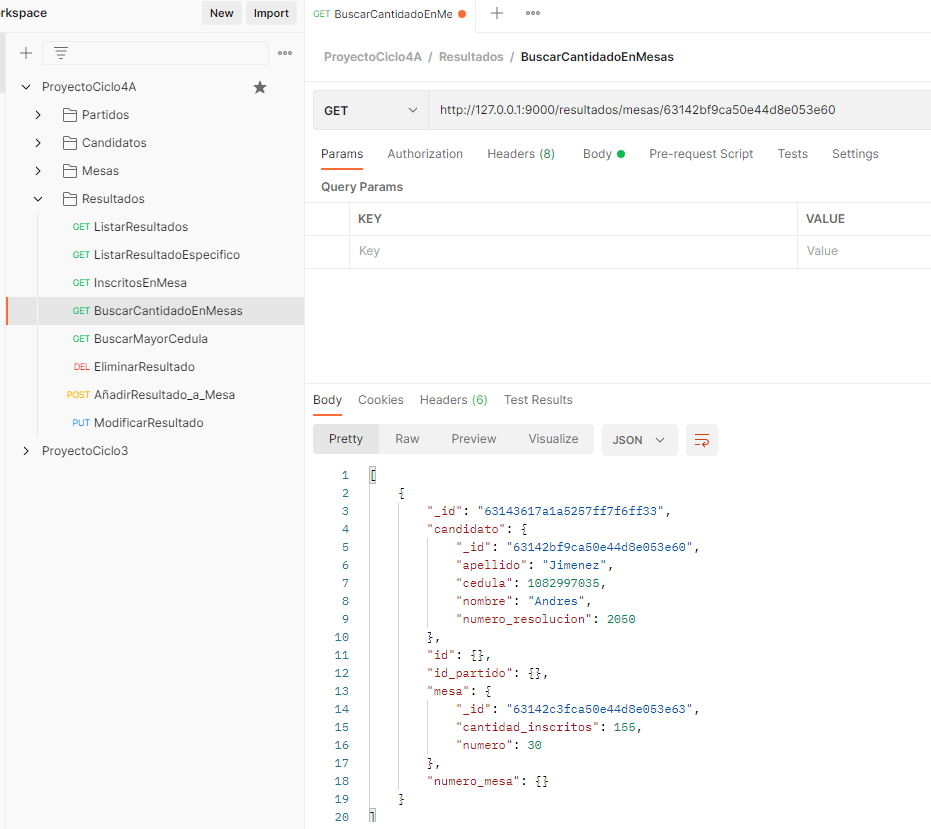 rkspace
New Import
ProyectoCiclo4A
Partidos
Candidatos
Mesas
Resultados
GET ListarResultados
GET ListarResultadoEspecifico
GET InscritosEnMesa
GET BuscarCantidadoEnMesas
GET BuscarMayorCedula
DEL EliminarResultado
POST AñadirResultado_a_Mesa
PUT ModificarResultado
ProyectoCiclo3
GET BuscarCantidadoEnMe
ProyectoCiclo4A / Resultados / BuscarCantidadoEnMesas
GET http://127.0.0.1:9000/resultados/mesas/63142bf9ca50e44d8e053e60
Params Authorization Headers (8) Body Pre-request Script Tests Settings
Query Params
KEY VALUE
Key Value
Body Cookies Headers (6) Test Results
Pretty Raw Preview Visualize JSON
1 [
2 {
3 "_id": "63143617a1a5257ff7f6ff33",
4 "candidato": {
5 "_id": "63142bf9ca50e44d8e053e60",
6 "apellido": "Jimenez",
7 "cedula": 1082997035,
8 "nombre": "Andres",
9 "numero_resolucion": 2050
10 },
11 "id": {},
12 "id_partido": {},
13 "mesa": {
14 "_id": "63142c3fca50e44d8e053e63",
15 "cantidad_inscritos": 155,
16 "numero": 30
17 },
18 "numero_mesa": {}
19 }
20 ]